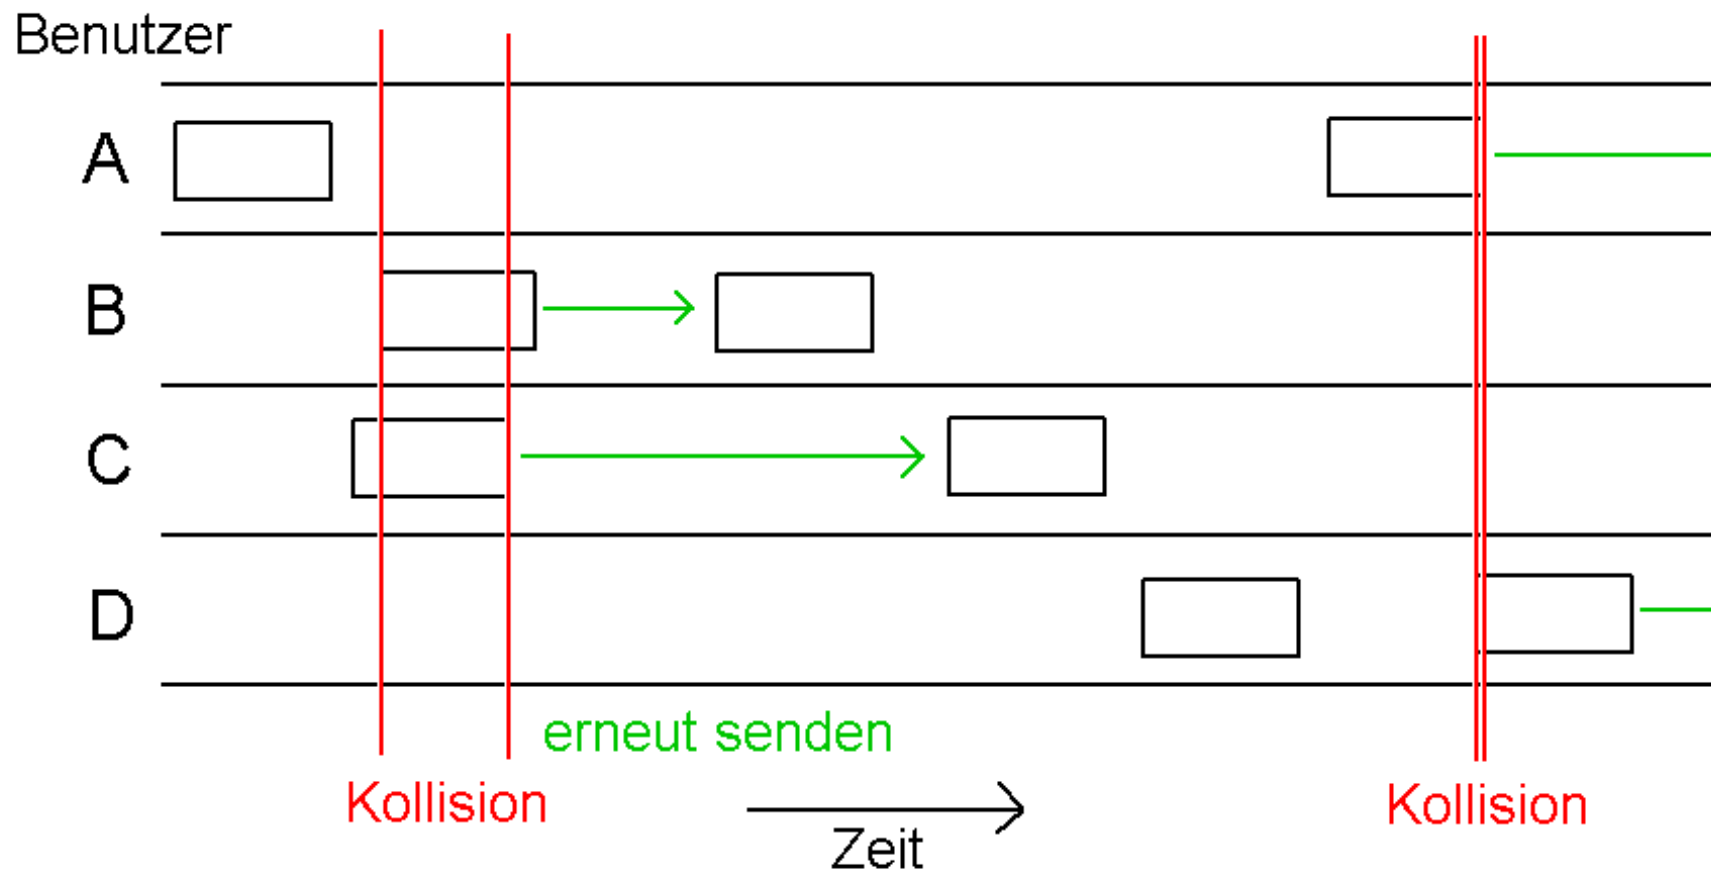 Benutzer
A
B
C
D
erneut senden
Kollision
Zeit
Kollision